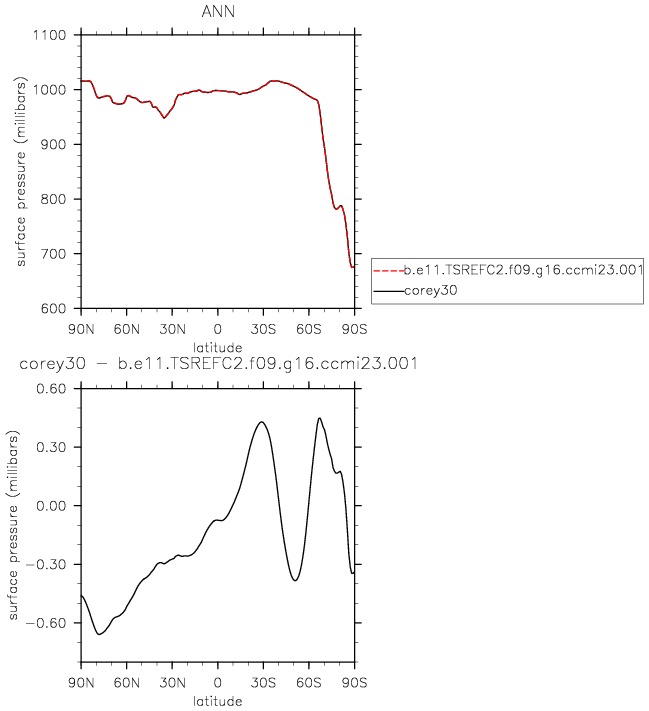 ANN
1100
1000
900
800
700
600
surface pressure (millibars)
90N 60N 30N 0 30S 60S 90S
latitude
b.e11.TSREFC2.f09.g16.ccmi23.001
corey30
corey30 − b.e11.TSREFC2.f09.g16.ccmi23.001
0.60
0.30
0.00
−0.30
−0.60
surface pressure (millibars)
90N 60N 30N 0 30S 60S 90S
latitude